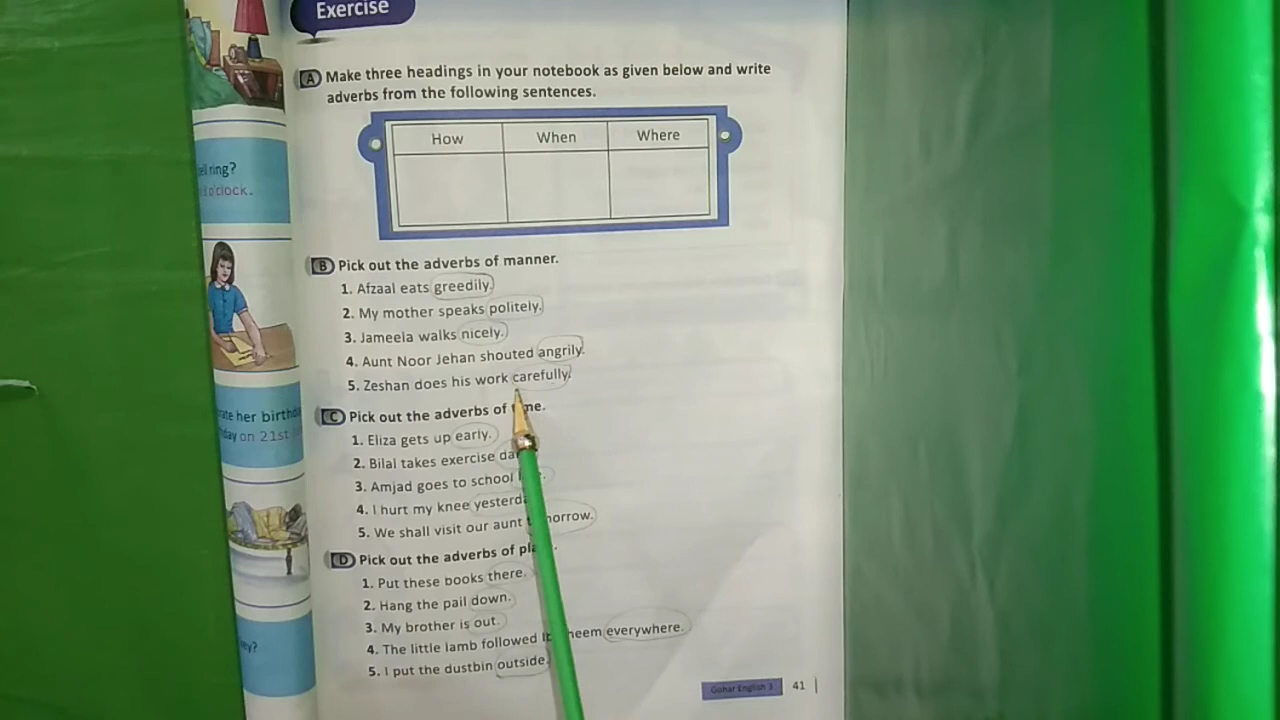 Exercise
A Make three headings in your notebook as given below and write
adverbs from the following sentences.
How When Where
B Pick out the adverbs of manner.
1. Afzaal eats greedily.
2. My mother speaks politely.
3. Jameela walks nicely.
4. Aunt Noor Jehan shouted angrily.
5. Zeshan does his work carefully.
C Pick out the adverbs of
1. Eliza gets up early.
2. Bilal takes exercise
3. Amjad goes to school
4. I hurt my knee
5. We shall visit our aunt
D Pick out the adverbs of
1. Put these books there.
2. Hang the pail down.
3. My brother is out.
4. The little lamb followed everywhere.
5. I put the dustbin outside.
Gohar English 3 41
ring?
o'clock.
her
on 21st